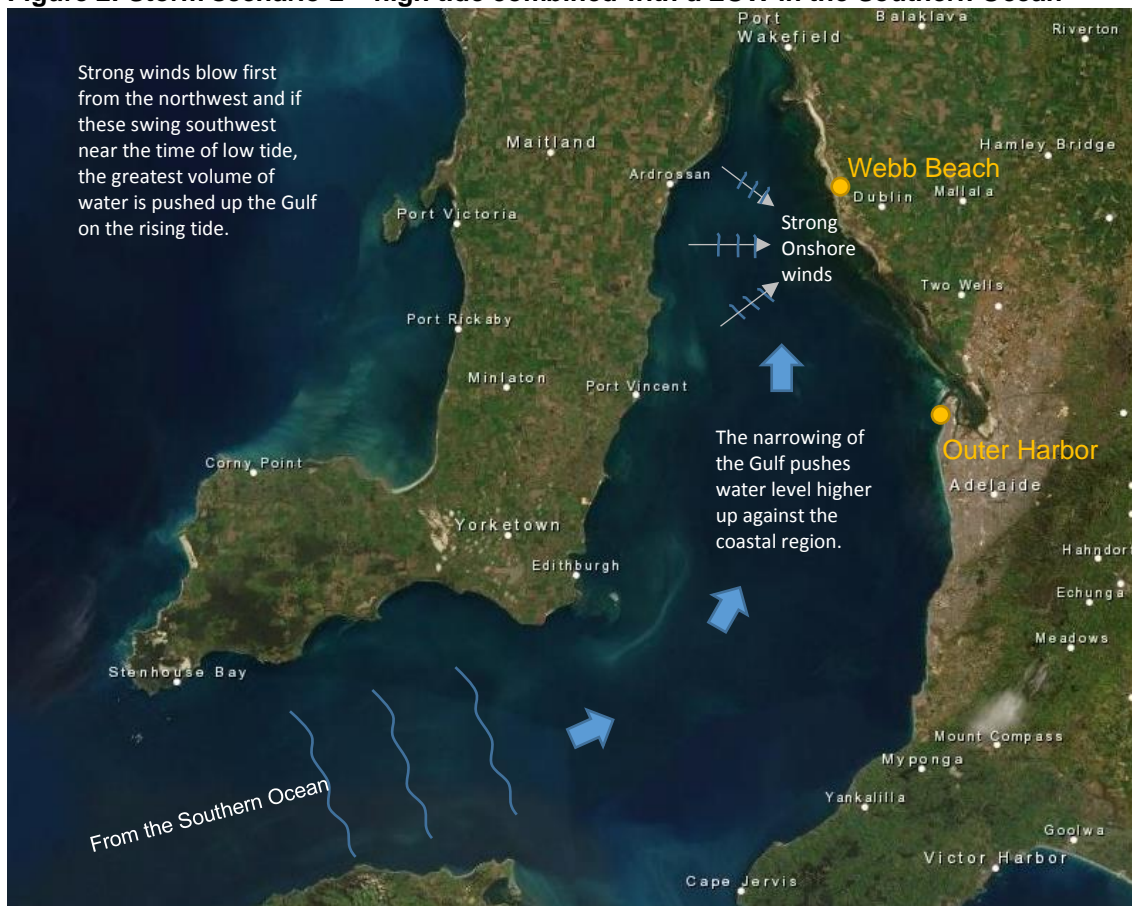 Port
Wakefield
Balaklava
Riverton
Strong winds blow first
from the northwest and if
these swing southwest
near the time of low tide,
the greatest volume of
water is pushed up the Gulf
on the rising tide.
Maitland
Hamley Bridge
Ardrossan
Webb Beach
Dublin
Mallala
Port Victoria
Strong
Onshore
winds
Two Wells
Port Rickaby
Minlaton
Port Vincent
Outer Harbor
The narrowing of
the Gulf pushes
water level higher
up against the
coastal region.
Corny Point
Adelaide
Yorketown
Edithburgh
Hahndorf
Echunga
Meadows
Stenhouse Bay
Mount Compass
Myponga
From the Southern Ocean
Yankalilla
Goolwa
Victor Harbor
Cape Jervis